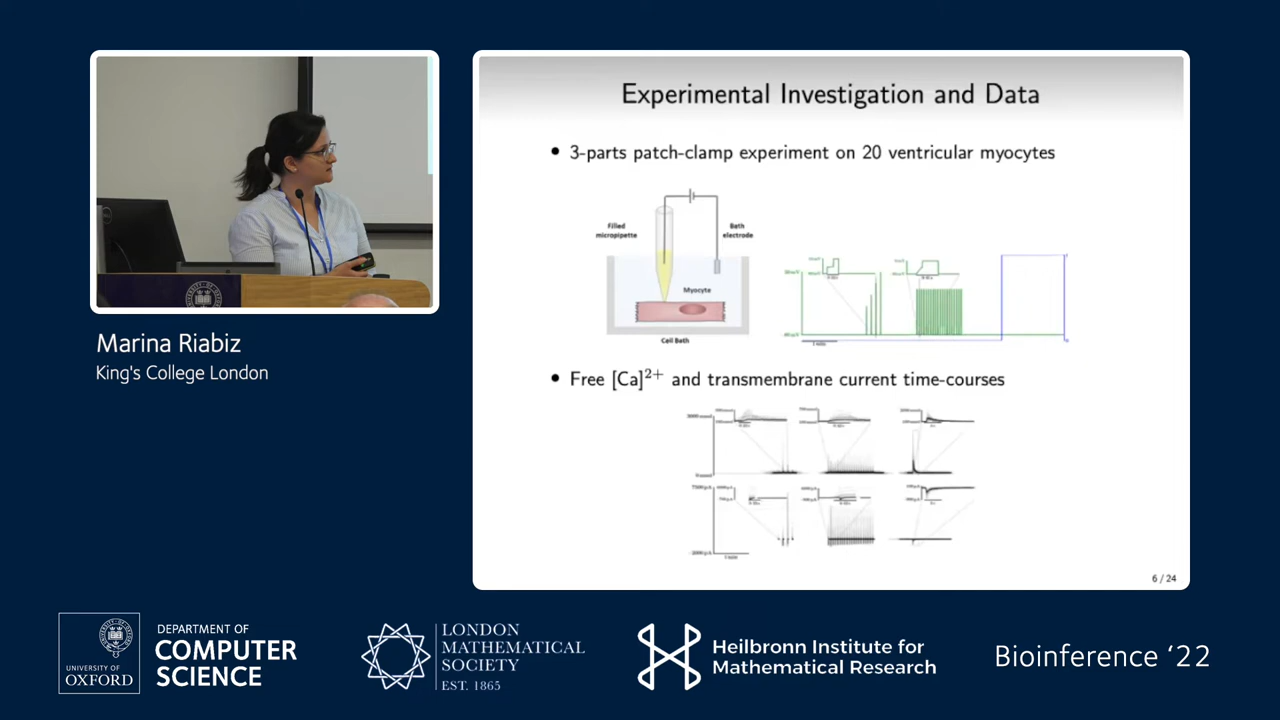 Experimental Investigation and Data
• 3-parts patch-clamp experiment on 20 ventricular myocytes
Filled
micropipette
Bath
electrode
Myocyte
Cell Bath
• Free [Ca]²⁺ and transmembrane current time-courses
6 / 24
Marina Riabiz
King's College London
UNIVERSITY OF
OXFORD
DEPARTMENT OF
COMPUTER
SCIENCE
LONDON
MATHEMATICAL
SOCIETY
EST. 1865
Heilbronn Institute for
Mathematical Research
Bioinference ‘22